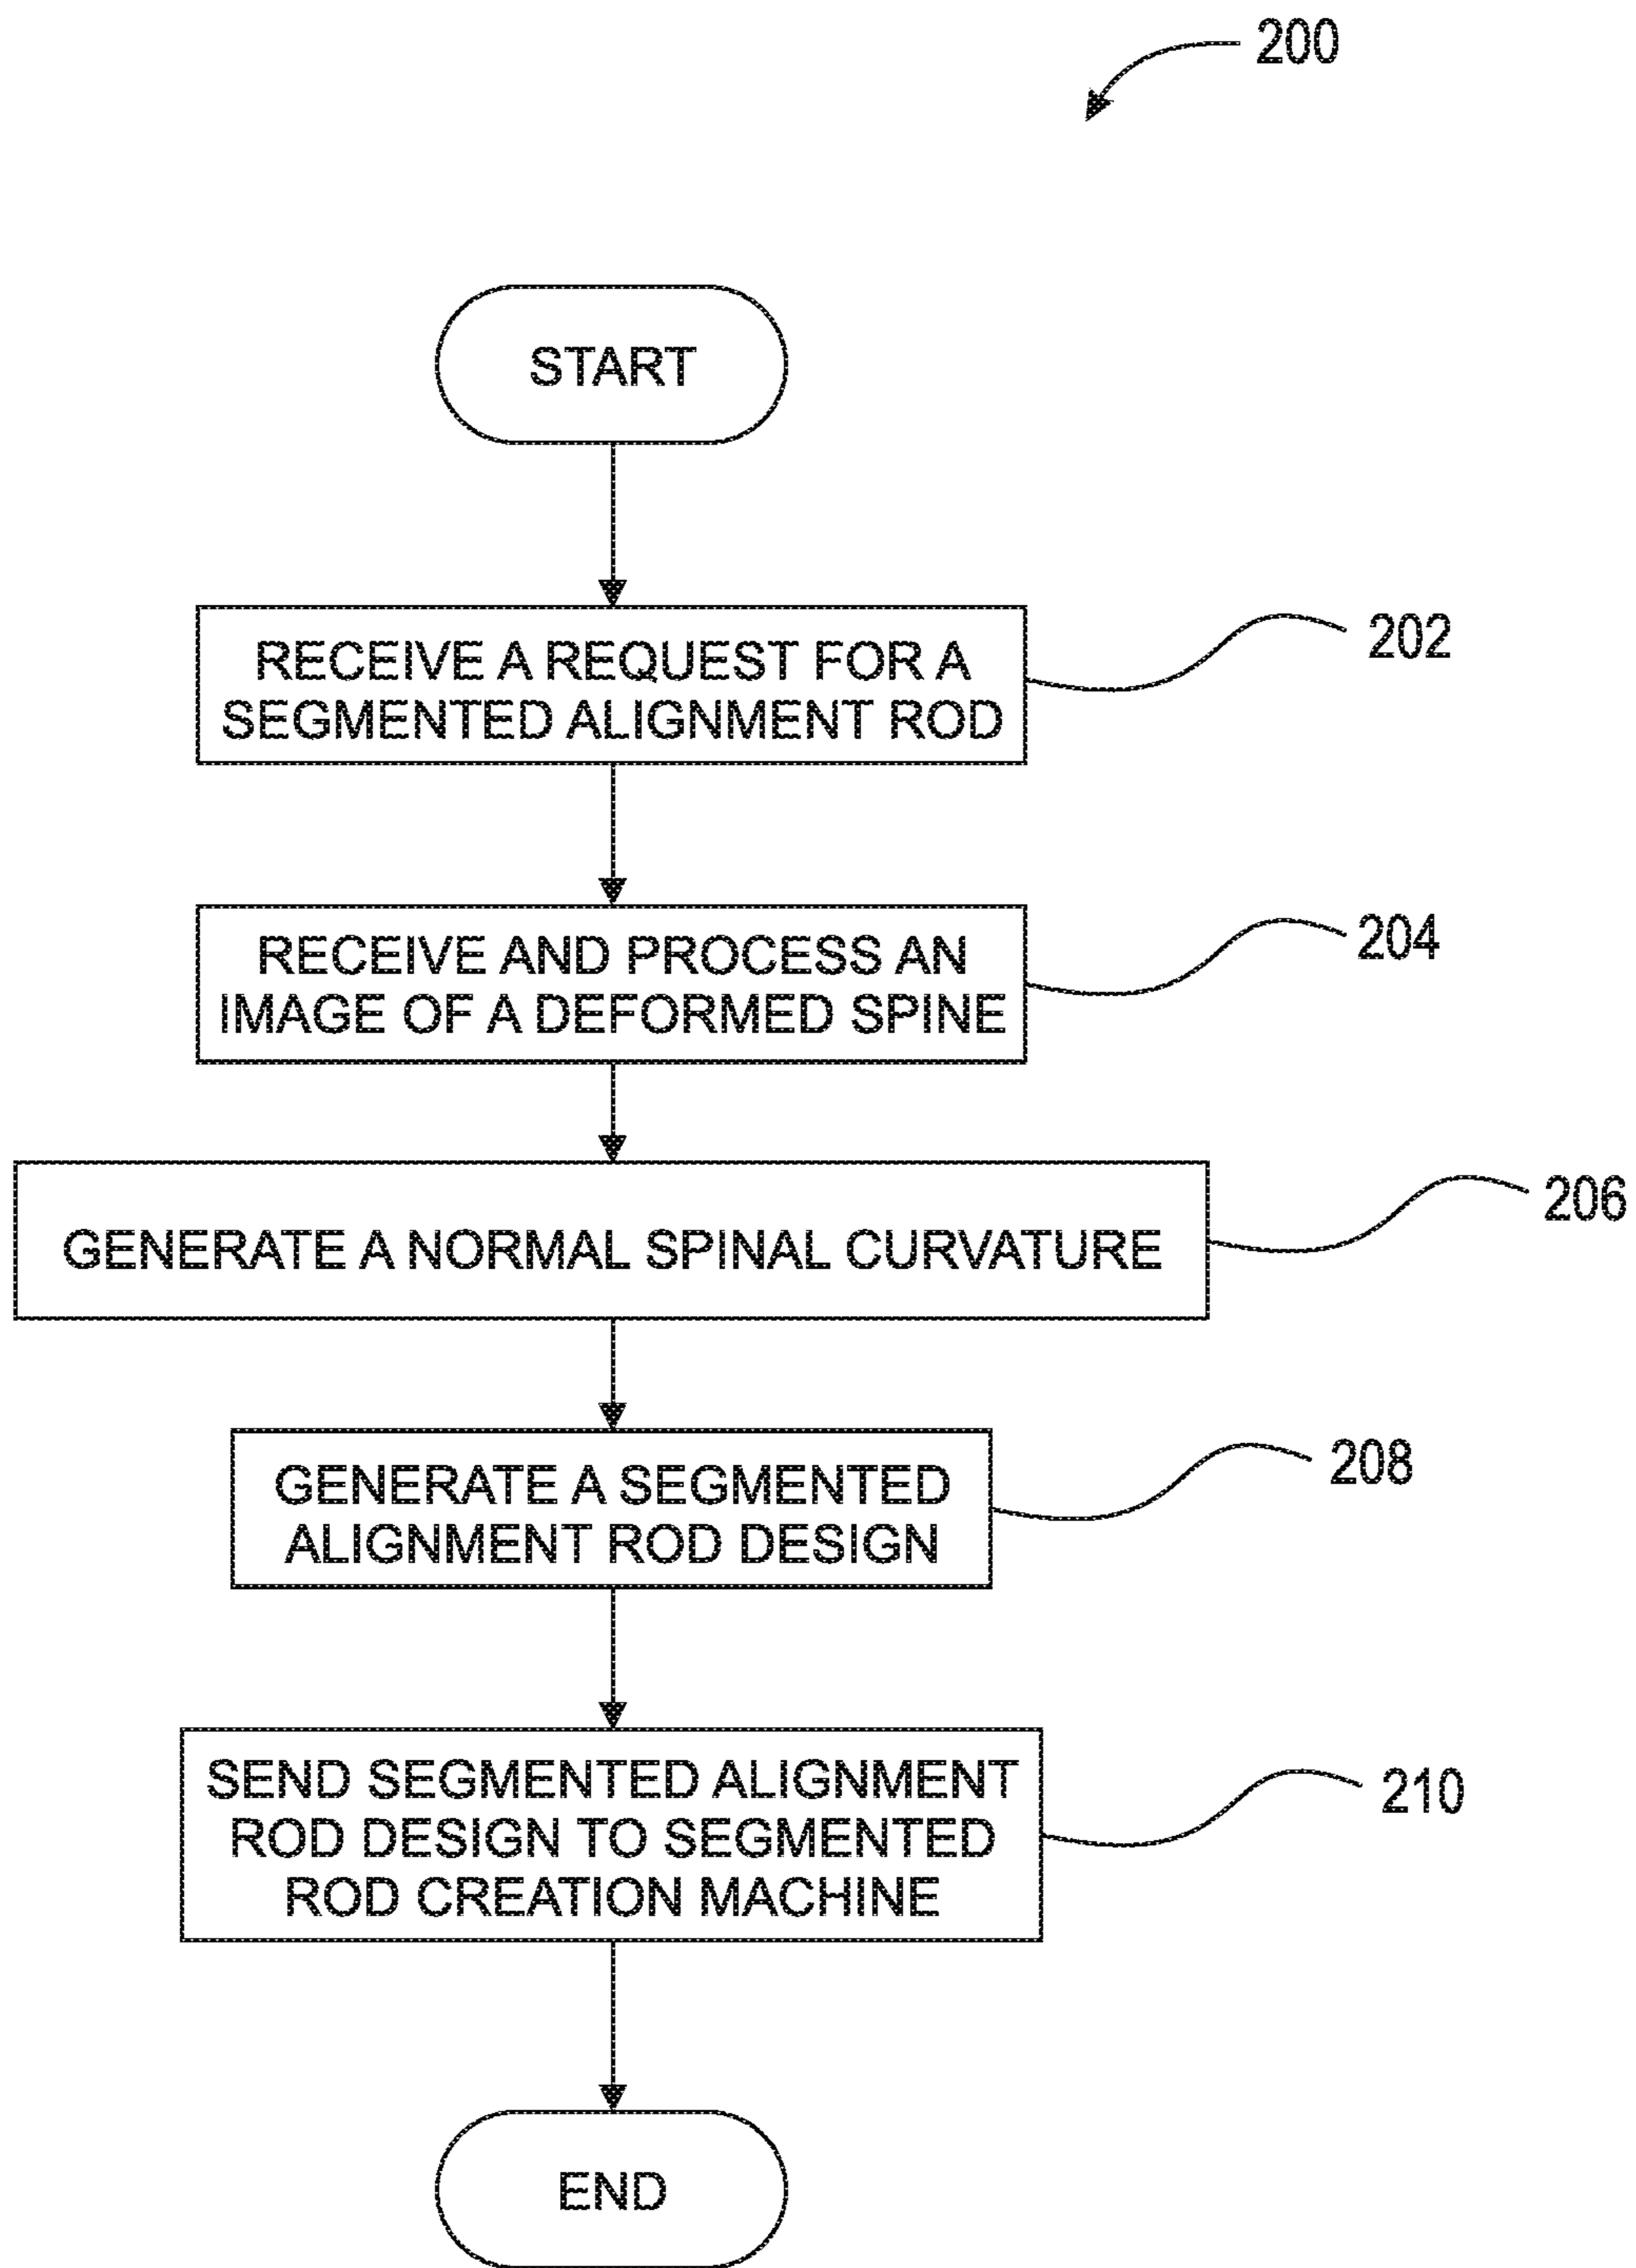 200
START
RECEIVE A REQUEST FOR A
SEGMENTED ALIGNMENT ROD
202
RECEIVE AND PROCESS AN
IMAGE OF A DEFORMED SPINE
204
GENERATE A NORMAL SPINAL CURVATURE
206
GENERATE A SEGMENTED
ALIGNMENT ROD DESIGN
208
SEND SEGMENTED ALIGNMENT
ROD DESIGN TO SEGMENTED
ROD CREATION MACHINE
210
END